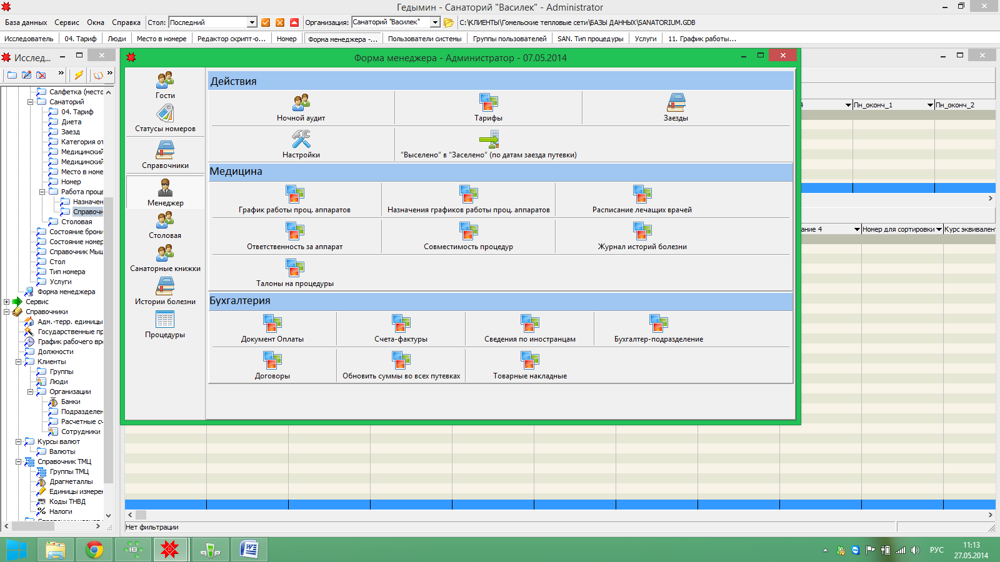 Гедымин - Санаторий "Василек" - Administrator
База данных Сервис Окна Справка Стол: Последний Организация: Санаторий "Василек" C:\КЛИЕНТЫ\Гомельские тепловые сети\БАЗЫ ДАННЫХ\SANATORIUM.GDB
Исследователь 04. Тариф Люди Место в номере Редактор скрипт-о... Номер Форма менеджера -... Пользователи системы Группы пользователей SAN. Тип процедуры Услуги 11. График работы...
Исслед...
Салфетка (место
Санаторий
04. Тариф
Диета
Заезд
Категория от
Медицинский
Медицинский
Место в номе
Номер
Работа проце
Назначен
Справочн
Столовая
Состояние брони
Состояние номер
Справочник Мыш
Стол
Тип номера
Услуги
Форма менеджера
Сервис
Справочники
Адм.-терр. единицы
Государственные пр
График рабочего вре
Должности
Клиенты
Группы
Люди
Организации
Банки
Подразделен
Расчетные сч
Сотрудники
Курсы валют
Валюты
Справочник ТМЦ
Группы ТМЦ
Драгметаллы
Единицы измерен
Коды ТНВД
Налоги
Форма менеджера - Администратор - 07.05.2014
Гости
Статусы номеров
Справочники
Менеджер
Столовая
Санаторные книжки
Истории болезни
Процедуры
Действия
Ночной аудит Тарифы Заезды
Настройки "Выселено" в "Заселено" (по датам заезда путевки)
Медицина
График работы проц. аппаратов Назначения графиков работы проц. аппаратов Расписание лечащих врачей
Ответственность за аппарат Совместимость процедур Журнал историй болезни
Талоны на процедуры
Бухгалтерия
Документ Оплаты Счета-фактуры Сведения по иностранцам Бухгалтер-подразделение
Договоры Обновить суммы во всех путевках Товарные накладные
Пн_оконч_1 Пн_оконч_2
ание 4 Номер для сортировки Курс эквивален
Нет фильтрации
РУС
11:13
27.05.2014